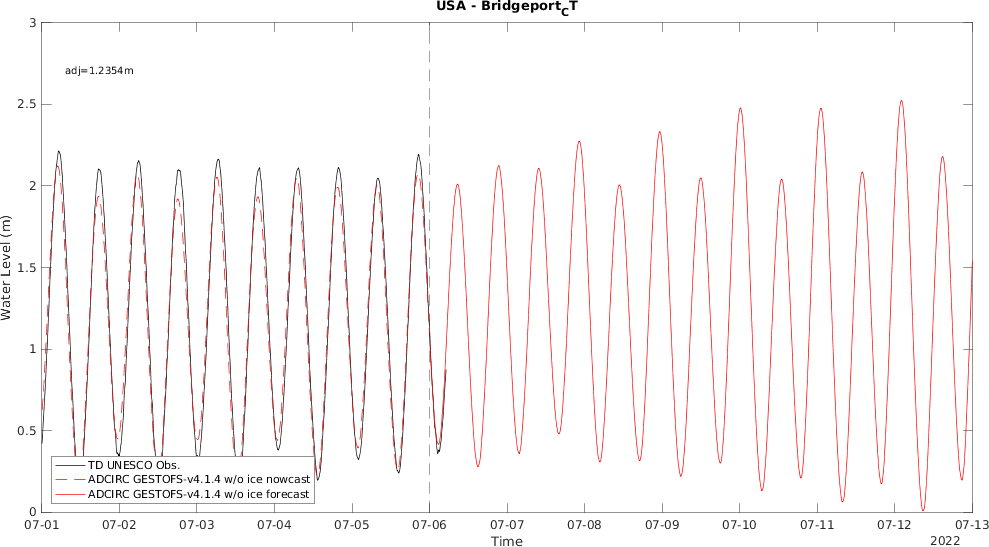 USA - Bridgeport_CT
3
adj=1.2354m
2.5
2
1.5
1
0.5
0
Water Level (m)
TD UNESCO Obs.
ADCIRC GESTOFS-v4.1.4 w/o ice nowcast
ADCIRC GESTOFS-v4.1.4 w/o ice forecast
07-01 07-02 07-03 07-04 07-05 07-06 07-07 07-08 07-09 07-10 07-11 07-12 07-13
Time
2022